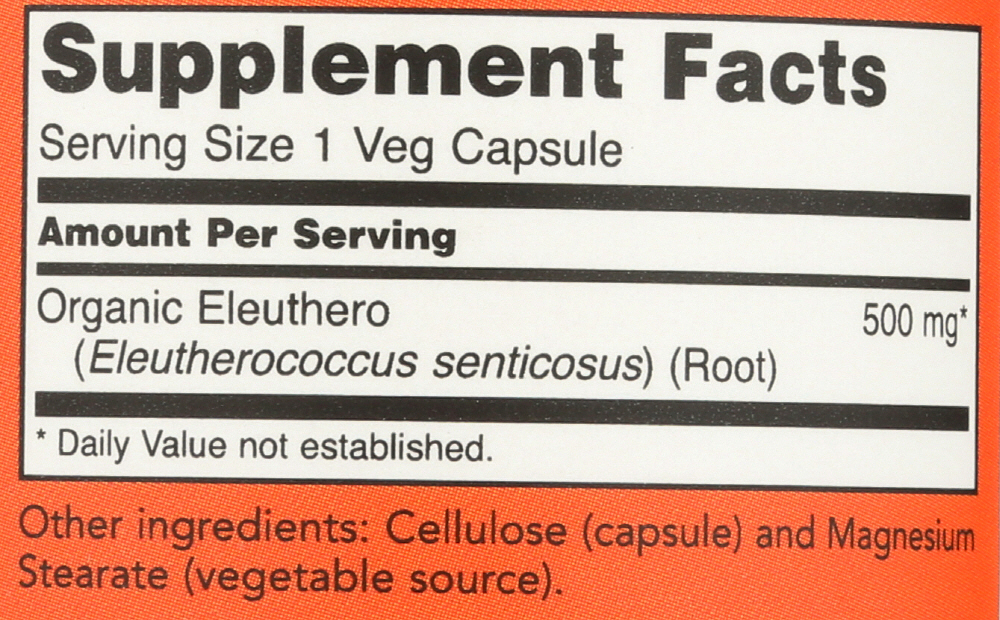 Supplement Facts
Serving Size 1 Veg Capsule
Amount Per Serving
Organic Eleuthero 500 mg*
(Eleutherococcus senticosus) (Root)
* Daily Value not established.
Other ingredients: Cellulose (capsule) and Magnesium
Stearate (vegetable source).